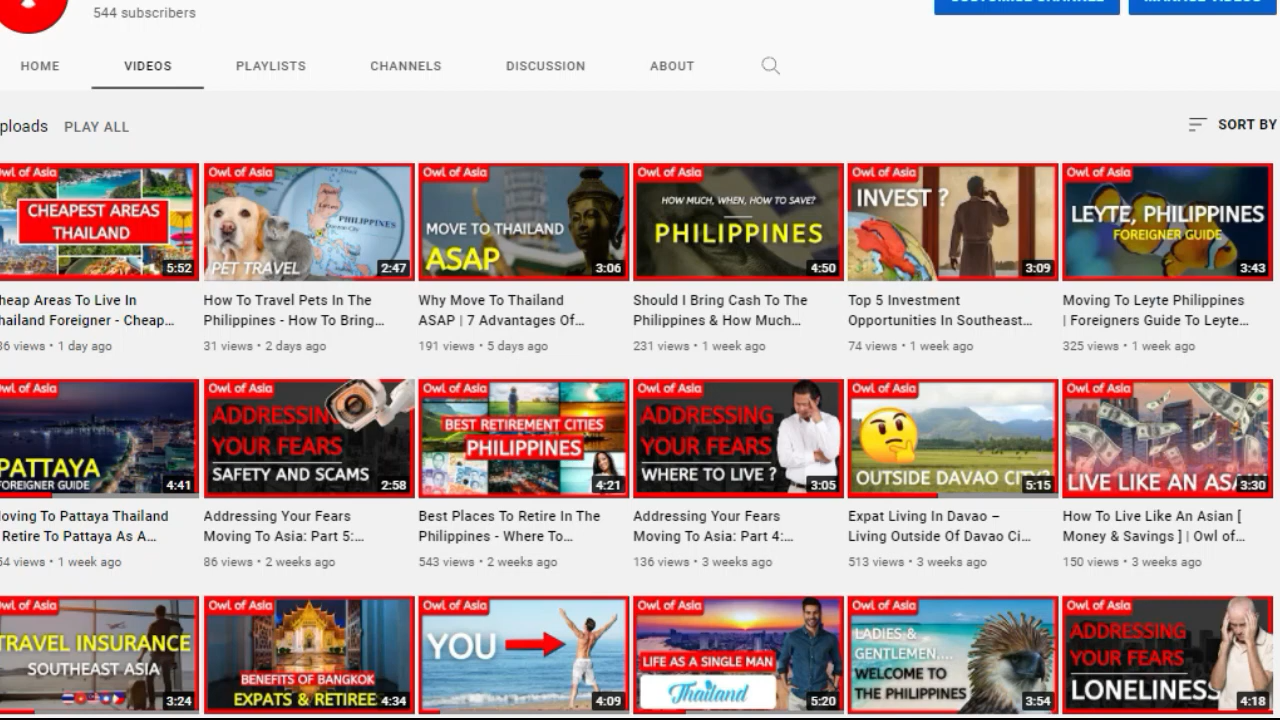 544 subscribers
HOME VIDEOS PLAYLISTS CHANNELS DISCUSSION ABOUT
ploads PLAY ALL SORT BY
Owl of Asia Owl of Asia Owl of Asia Owl of Asia Owl of Asia
CHEAPEST AREAS
THAILAND
5:52
PHILIPPINES
PET TRAVEL
2:47
MOVE TO THAILAND
ASAP
3:06
HOW MUCH, WHEN, HOW TO SAVE?
PHILIPPINES
4:50
INVEST ?
3:09
LEYTE, PHILIPPINES
FOREIGNER GUIDE
3:43
heap Areas To Live In
hailand Foreigner - Cheap...
1 day ago
How To Travel Pets In The
Philippines - How To Bring...
31 views • 2 days ago
Why Move To Thailand
ASAP | 7 Advantages Of...
191 views • 5 days ago
Should I Bring Cash To The
Philippines & How Much...
231 views • 1 week ago
Top 5 Investment
Opportunities In Southeast...
74 views • 1 week ago
Moving To Leyte Philippines
| Foreigners Guide To Leyte...
325 views • 1 week ago
Owl of Asia Owl of Asia Owl of Asia Owl of Asia Owl of Asia
PATTAYA
FOREIGNER GUIDE
4:41
ADDRESSIN
YOUR FEARS
SAFETY AND SCAMS
2:58
BEST RETIREMENT CITIES
PHILIPPINES
4:21
ADDRESSING
YOUR FEARS
WHERE TO LIVE ?
3:05
OUTSIDE DAVAO CITY?
5:15
LIVE LIKE AN AS
3:30
oving To Pattaya Thailand
Retire To Pattaya As A...
54 views • 1 week ago
Addressing Your Fears
Moving To Asia: Part 5:...
86 views • 2 weeks ago
Best Places To Retire In The
Philippines - Where To...
543 views • 2 weeks ago
Addressing Your Fears
Moving To Asia: Part 4:...
136 views • 3 weeks ago
Expat Living In Davao –
Living Outside Of Davao Ci...
513 views • 3 weeks ago
How To Live Like An Asian [
Money & Savings ] | Owl of...
150 views • 3 weeks ago
Owl of Asia Owl of Asia Owl of Asia Owl of Asia Owl of Asia
TRAVEL INSURANCE
SOUTHEAST ASIA
3:24
BENEFITS OF BANGKOK
EXPATS & RETIREE
4:34
YOU
4:09
LIFE AS A SINGLE MAN
Thailand
5:20
LADIES &
GENTLEMEN....
WELCOME TO
THE PHILIPPINES
3:54
ADDRESSING
YOUR FEARS
LONELINESS
4:18